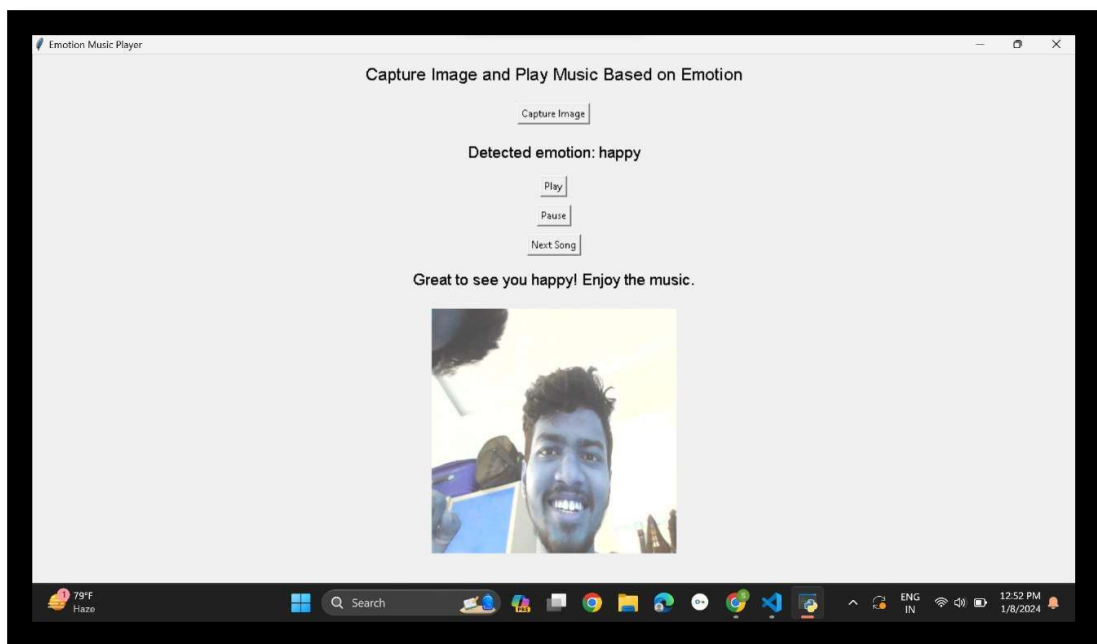 Emotion Music Player
Capture Image and Play Music Based on Emotion
Capture Image
Detected emotion: happy
Play
Pause
Next Song
Great to see you happy! Enjoy the music.
1
79°F
Haze
Search
PRE
ENG
IN
12:52 PM
1/8/2024